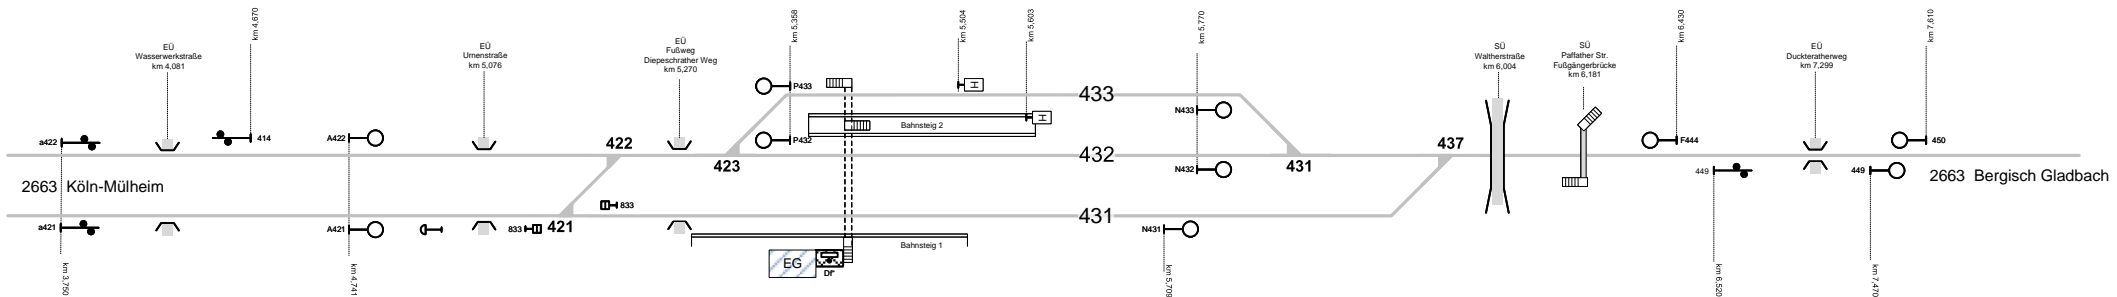 km 4,670
EÜ
Wasserwerkstraße
km 4,081
EÜ
Urnenstraße
km 5,076
EÜ
Fußweg
Diepeschrather Weg
km 5,270
km 5,358
km 5,504
km 5,603
km 5,770
SÜ
Waltherstraße
km 6,004
SÜ
Paffather Str.
Fußgängerbrücke
km 6,181
km 6,430
EÜ
Duckteratherweg
km 7,299
km 7,610
P433
H
433
N433
H
Bahnsteig 2
a422
414
A422
422
P432
437
F444
450
423
432
431
N432
449
449
2663 Köln-Mülheim
2663 Bergisch Gladbach
833
431
a421
A421
833
421
N431
Bahnsteig 1
EG
Df
km 3,750
km 4,741
km 5,709
km 6,520
km 7,470